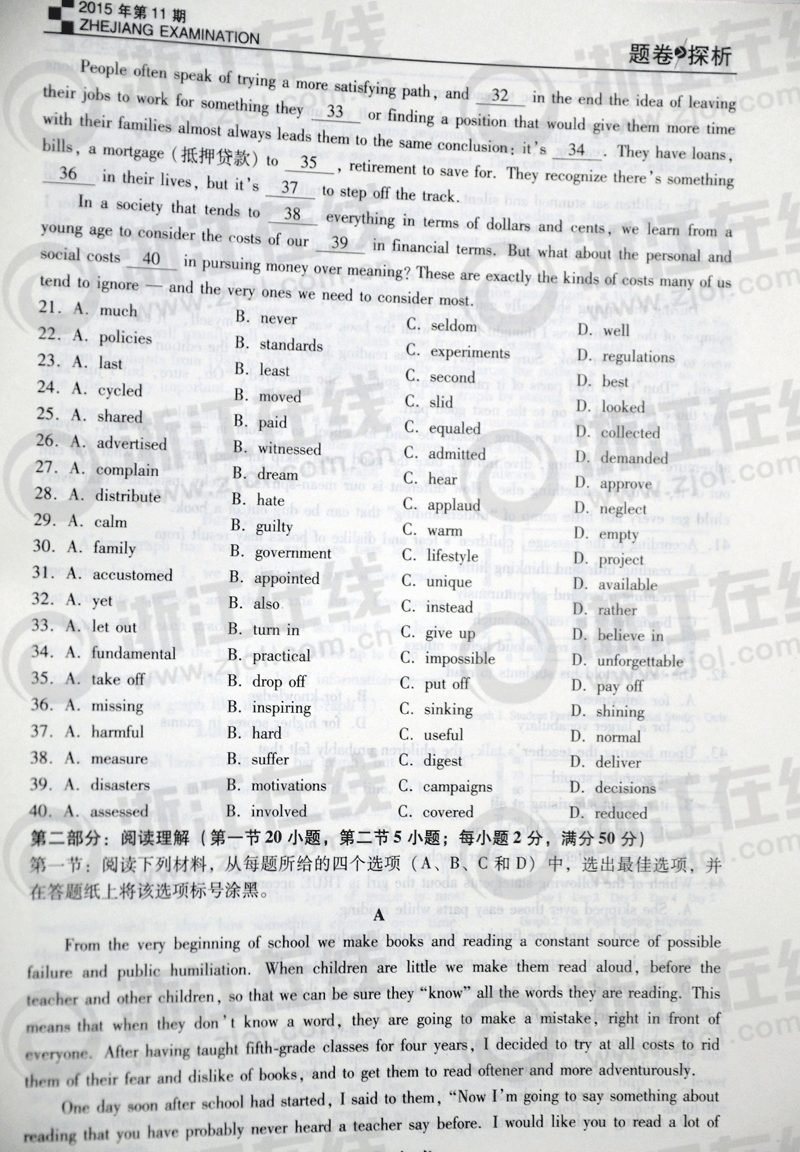 2015 年第 11 期
ZHEJIANG EXAMINATION
题卷探析
People often speak of trying a more satisfying path, and 32 in the end the idea of leaving
their jobs to work for something they 33 or finding a position that would give them more time
with their families almost always leads them to the same conclusion: it's 34 . They have loans,
bills, a mortgage (抵押贷款) to 35 , retirement to save for. They recognize there's something
36 in their lives, but it's 37 to step off the track.
In a society that tends to 38 everything in terms of dollars and cents, we learn from a
young age to consider the costs of our 39 in financial terms. But what about the personal and
social costs 40 in pursuing money over meaning? These are exactly the kinds of costs many of us
tend to ignore — and the very ones we need to consider most.
21. A. much B. never C. seldom D. well
22. A. policies B. standards C. experiments D. regulations
23. A. last B. least C. second D. best
24. A. cycled B. moved C. slid D. looked
25. A. shared B. paid C. equaled D. collected
26. A. advertised B. witnessed C. admitted D. demanded
27. A. complain B. dream C. hear D. approve
28. A. distribute B. hate C. applaud D. neglect
29. A. calm B. guilty C. warm D. empty
30. A. family B. government C. lifestyle D. project
31. A. accustomed B. appointed C. unique D. available
32. A. yet B. also C. instead D. rather
33. A. let out B. turn in C. give up D. believe in
34. A. fundamental B. practical C. impossible D. unforgettable
35. A. take off B. drop off C. put off D. pay off
36. A. missing B. inspiring C. sinking D. shining
37. A. harmful B. hard C. useful D. normal
38. A. measure B. suffer C. digest D. deliver
39. A. disasters B. motivations C. campaigns D. decisions
40. A. assessed B. involved C. covered D. reduced
第二部分：阅读理解（第一节 20 小题，第二节 5 小题；每小题 2 分，满分 50 分）
第一节：阅读下列材料，从每题所给的四个选项（A、B、C 和 D）中，选出最佳选项，并
在答题纸上将该选项标号涂黑。
A
From the very beginning of school we make books and reading a constant source of possible
failure and public humiliation. When children are little we make them read aloud, before the
teacher and other children, so that we can be sure they “know” all the words they are reading. This
means that when they don't know a word, they are going to make a mistake, right in front of
everyone. After having taught fifth-grade classes for four years, I decided to try at all costs to rid
them of their fear and dislike of books, and to get them to read oftener and more adventurously.
One day soon after school had started, I said to them, “Now I'm going to say something about
reading that you have probably never heard a teacher say before. I would like you to read a lot of
浙江在线
www.zjol.com.cn